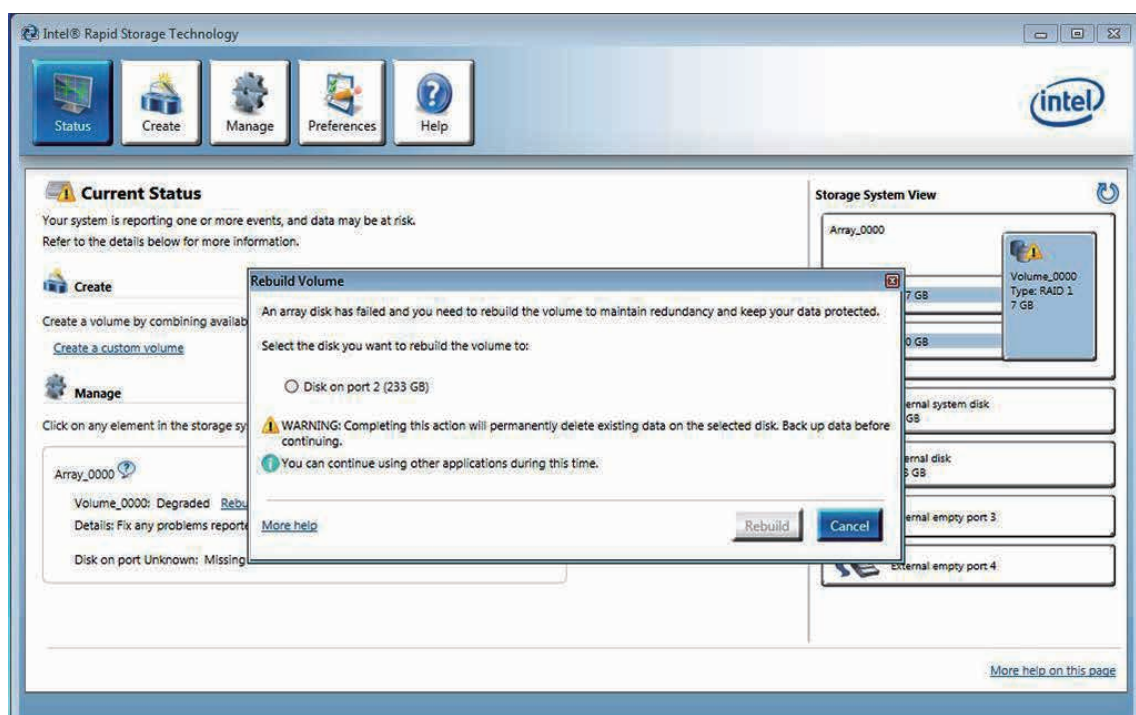 Intel® Rapid Storage Technology
Status
Create
Manage
Preferences
Help
intel
Current Status
Your system is reporting one or more events, and data may be at risk.
Refer to the details below for more information.
Create
Create a volume by combining availab
Create a custom volume
Manage
Click on any element in the storage sy
Array_0000
Volume_0000: Degraded Rebu
Details: Fix any problems reporte
Disk on port Unknown: Missing
Rebuild Volume
An array disk has failed and you need to rebuild the volume to maintain redundancy and keep your data protected.
Select the disk you want to rebuild the volume to:
Disk on port 2 (233 GB)
WARNING: Completing this action will permanently delete existing data on the selected disk. Back up data before
continuing.
You can continue using other applications during this time.
More help
Rebuild
Cancel
Storage System View
Array_0000
Volume_0000
Type: RAID 1
7 GB
7 GB
0 GB
ernal system disk
GB
ernal disk
GB
ernal empty port 3
External empty port 4
More help on this page